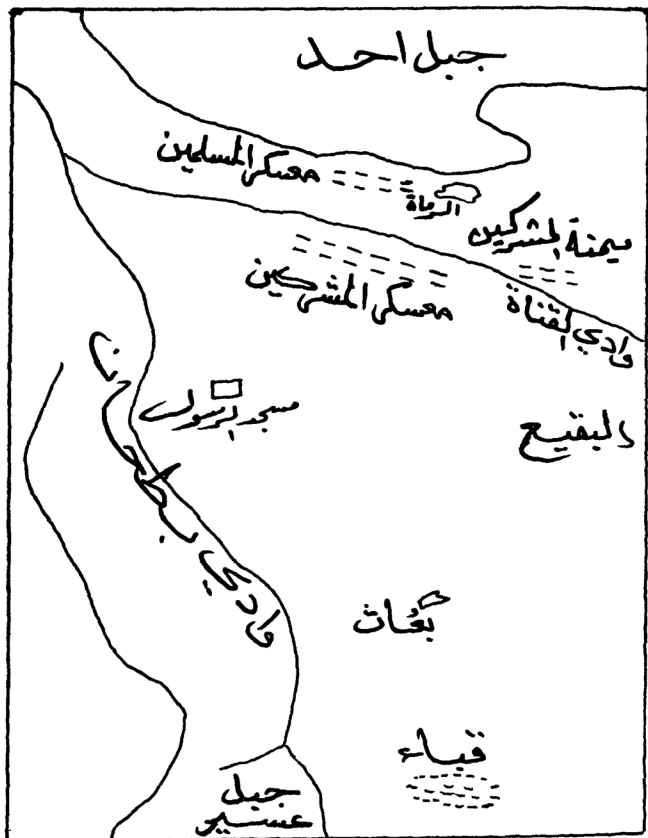 جبل احد
معسكر المسلمين
الرماة
ميمنة المشركين
معسكر المشركين
وادي القناة
مسجد الرسول
البقيع
وادي بطحان
بعاث
قباء
جبل
عسير